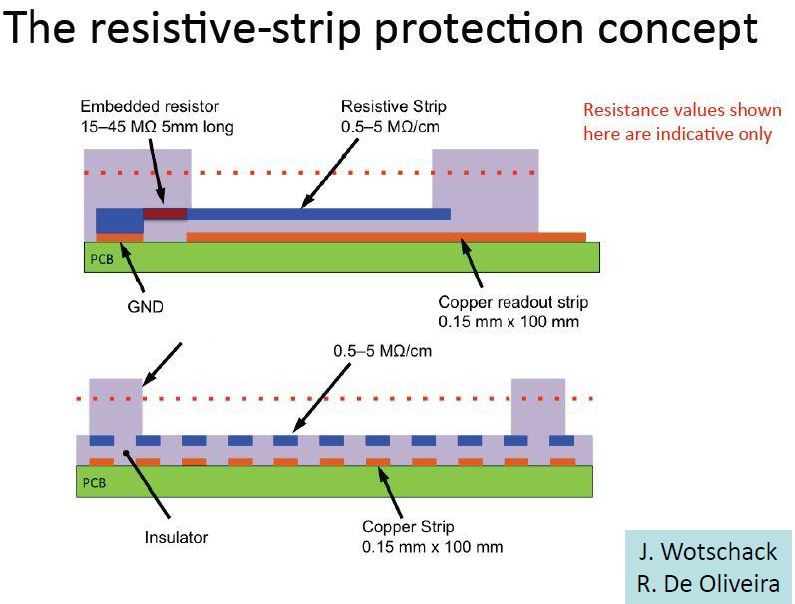 The resistive-strip protection concept
Embedded resistor
15–45 MΩ 5mm long
Resistive Strip
0.5–5 MΩ/cm
Resistance values shown
here are indicative only
PCB
GND
Copper readout strip
0.15 mm x 100 mm
0.5–5 MΩ/cm
PCB
Insulator
Copper Strip
0.15 mm x 100 mm
J. Wotschack
R. De Oliveira